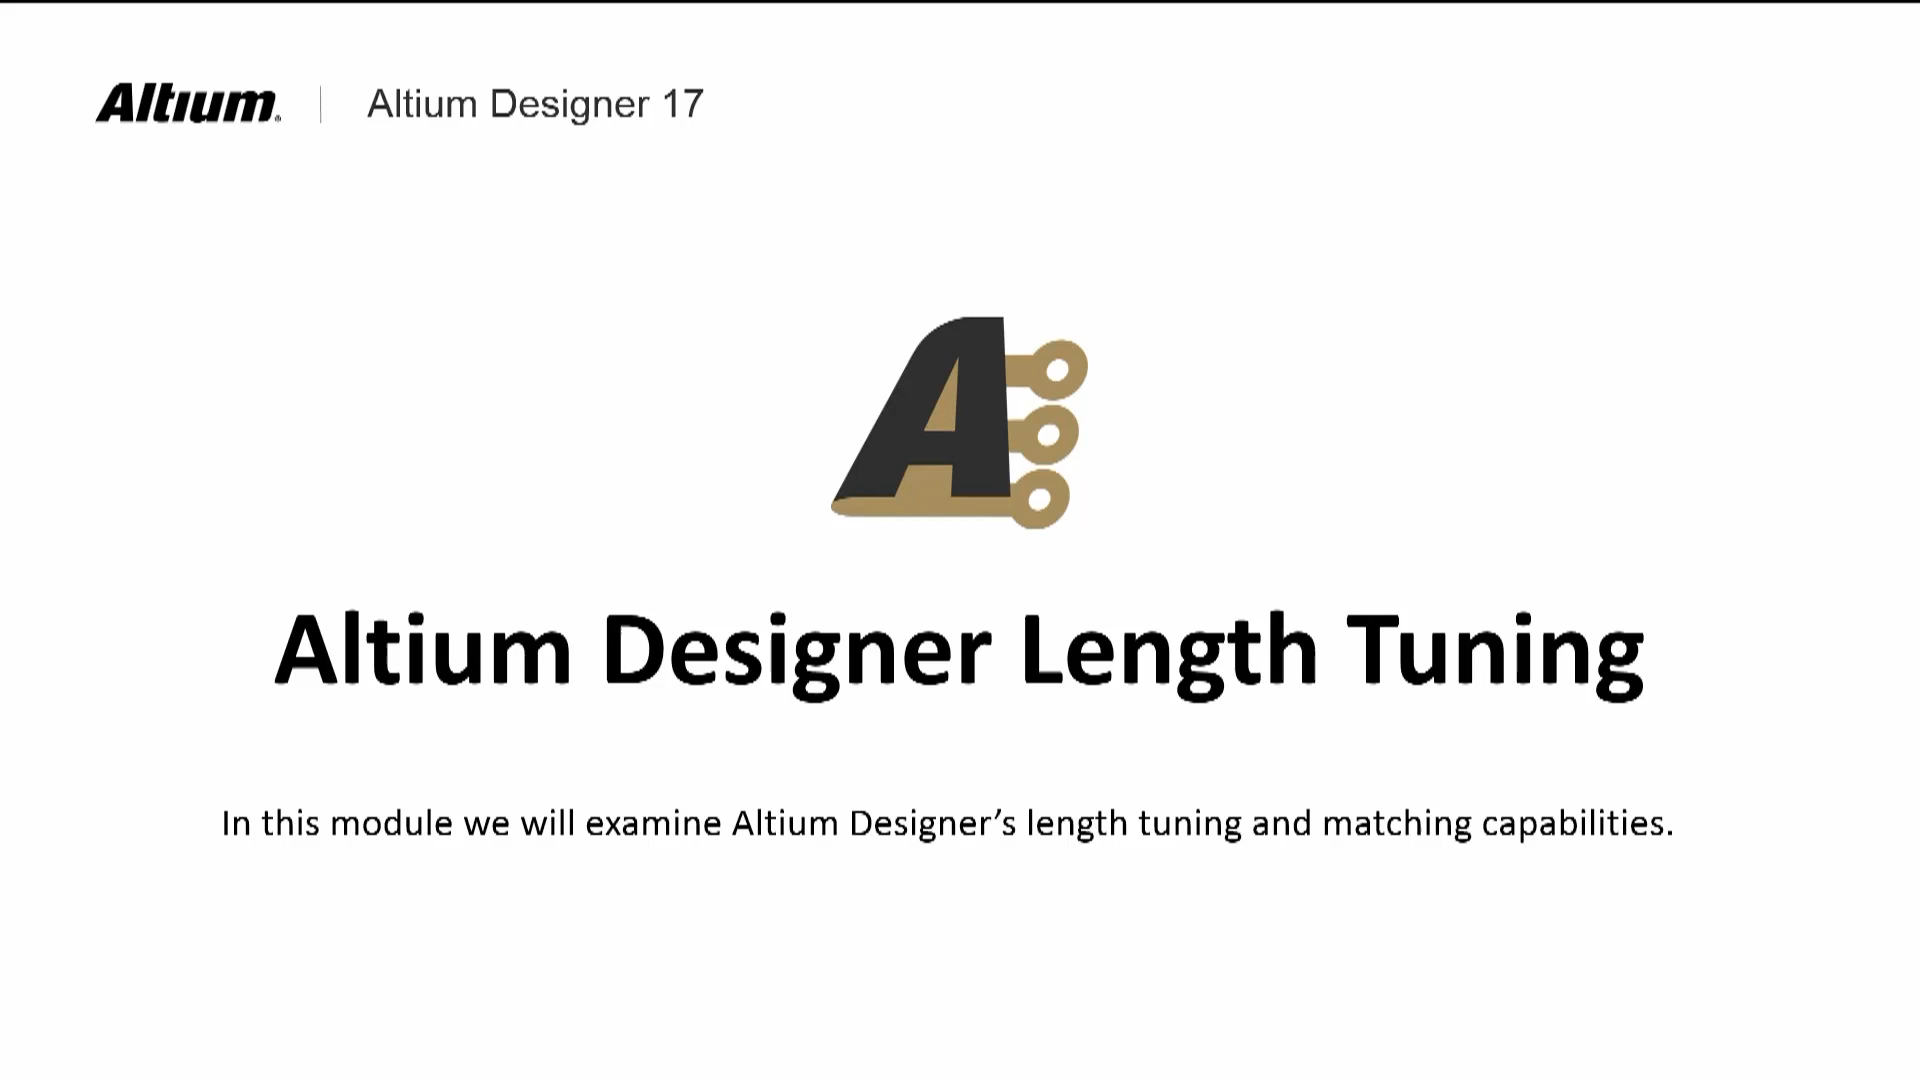 Altium. | Altium Designer 17
Altium Designer Length Tuning
In this module we will examine Altium Designer’s length tuning and matching capabilities.